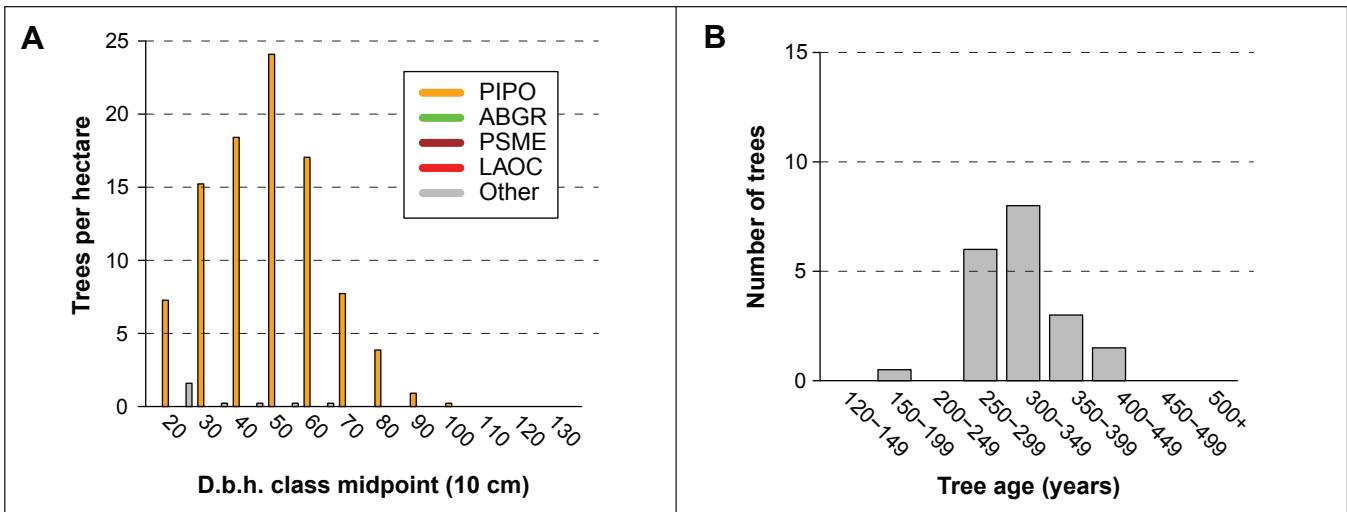 A
Trees per hectare
25
20
15
10
5
0
PIPO
ABGR
PSME
LAOC
Other
20
30
40
50
60
70
80
90
100
110
120
130
D.b.h. class midpoint (10 cm)
B
Number of trees
15
10
5
0
120–149
150–199
200–249
250–299
300–349
350–399
400–449
450–499
500+
Tree age (years)